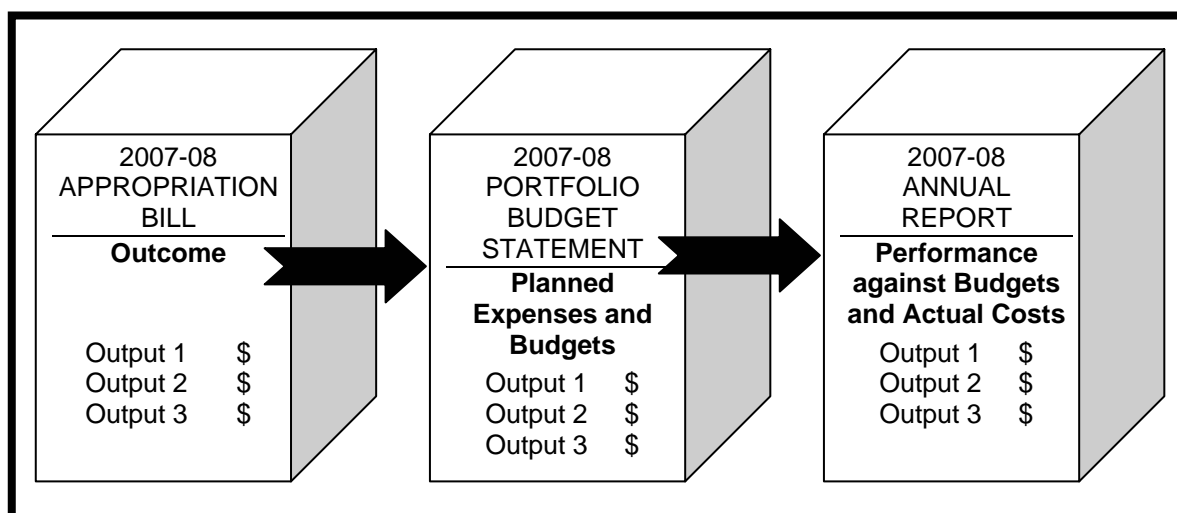 2007-08
APPROPRIATION
BILL
Outcome
Output 1 $
Output 2 $
Output 3 $
2007-08
PORTFOLIO
BUDGET
STATEMENT
Planned
Expenses and
Budgets
Output 1 $
Output 2 $
Output 3 $
2007-08
ANNUAL
REPORT
Performance
against Budgets
and Actual Costs
Output 1 $
Output 2 $
Output 3 $